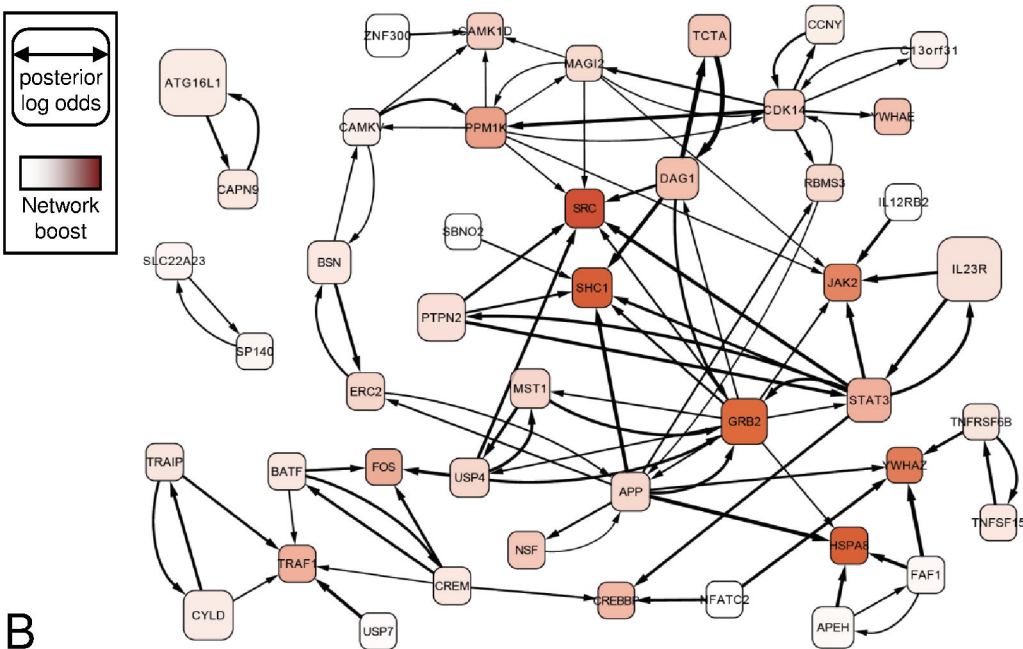 posterior
log odds
Network
boost
ZNF300
CAMK1D
TCTA
CCNY
C13orf31
ATG16L1
MAGI2
CDK14
YWHAE
CAMKV
PPM1K
CAPN9
DAG1
RBMS3
SRC
IL12RB2
SBNO2
SLC22A23
BSN
SHC1
JAK2
IL23R
PTPN2
SP140
ERC2
MST1
GRB2
STAT3
TNFRSF6B
TRAIP
BATF
FOS
USP4
APP
YWHAZ
TNFSF15
NSF
HSPA8
TRAF1
CREM
CREBBP
NFATC2
FAF1
CYLD
USP7
APEH
B